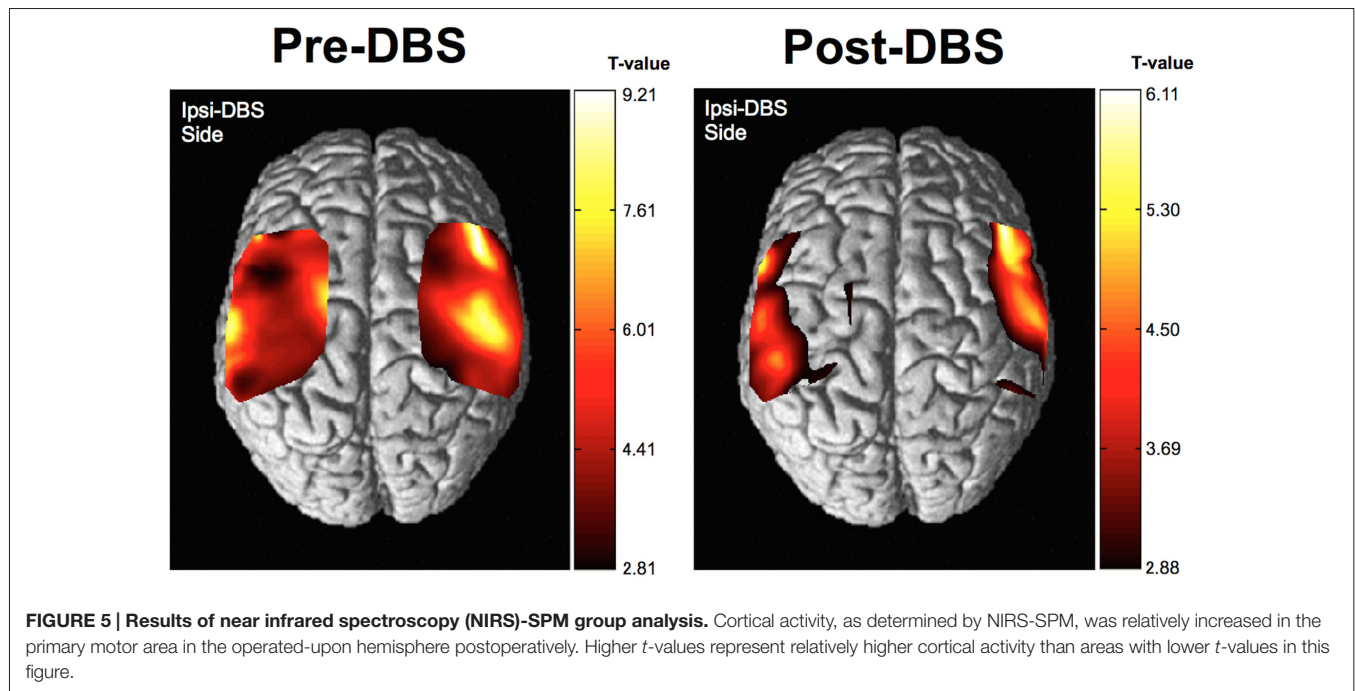 Pre-DBS
Post-DBS
T-value
T-value
Ipsi-DBS
Side
9.21
7.61
6.01
4.41
2.81
Ipsi-DBS
Side
6.11
5.30
4.50
3.69
2.88
FIGURE 5 | Results of near infrared spectroscopy (NIRS)-SPM group analysis. Cortical activity, as determined by NIRS-SPM, was relatively increased in the
primary motor area in the operated-upon hemisphere postoperatively. Higher t-values represent relatively higher cortical activity than areas with lower t-values in this
figure.